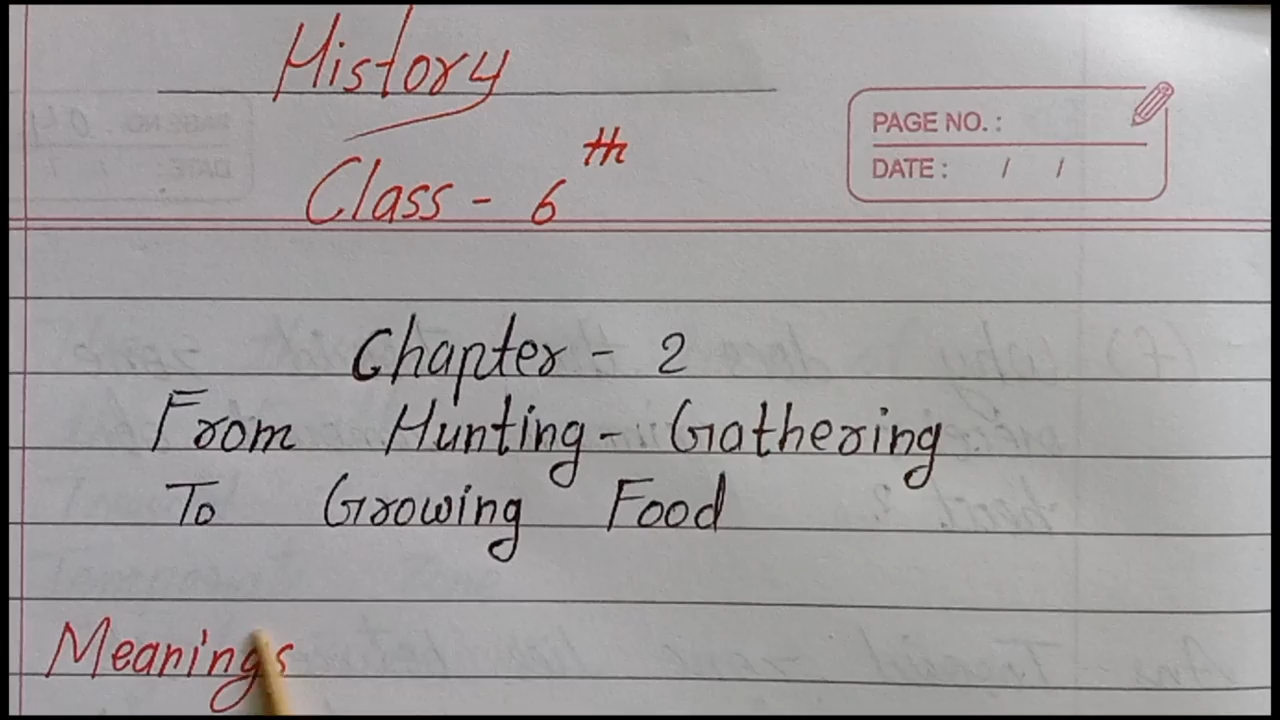 History
Class - 6th
PAGE NO. :
DATE : / /
Chapter - 2
From Hunting - Gathering
To Growing Food
Meanings